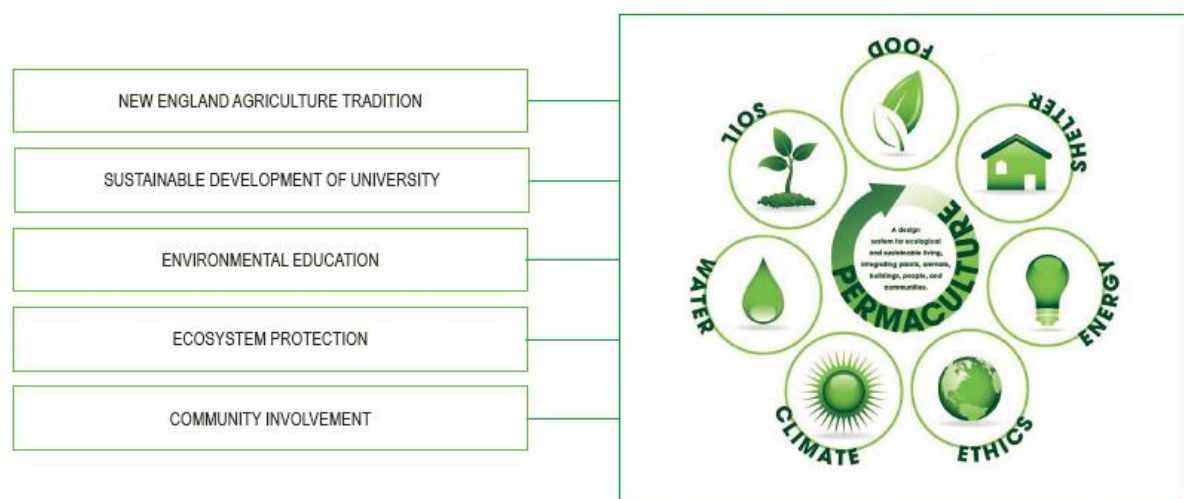 NEW ENGLAND AGRICULTURE TRADITION
SUSTAINABLE DEVELOPMENT OF UNIVERSITY
ENVIRONMENTAL EDUCATION
ECOSYSTEM PROTECTION
COMMUNITY INVOLVEMENT
FOOD
SHELTER
ENERGY
ETHICS
CLIMATE
WATER
SOIL
PERMACULTURE
A design
system for ecological
and sustainable living,
integrating plants, animals,
buildings, people, and
communities.